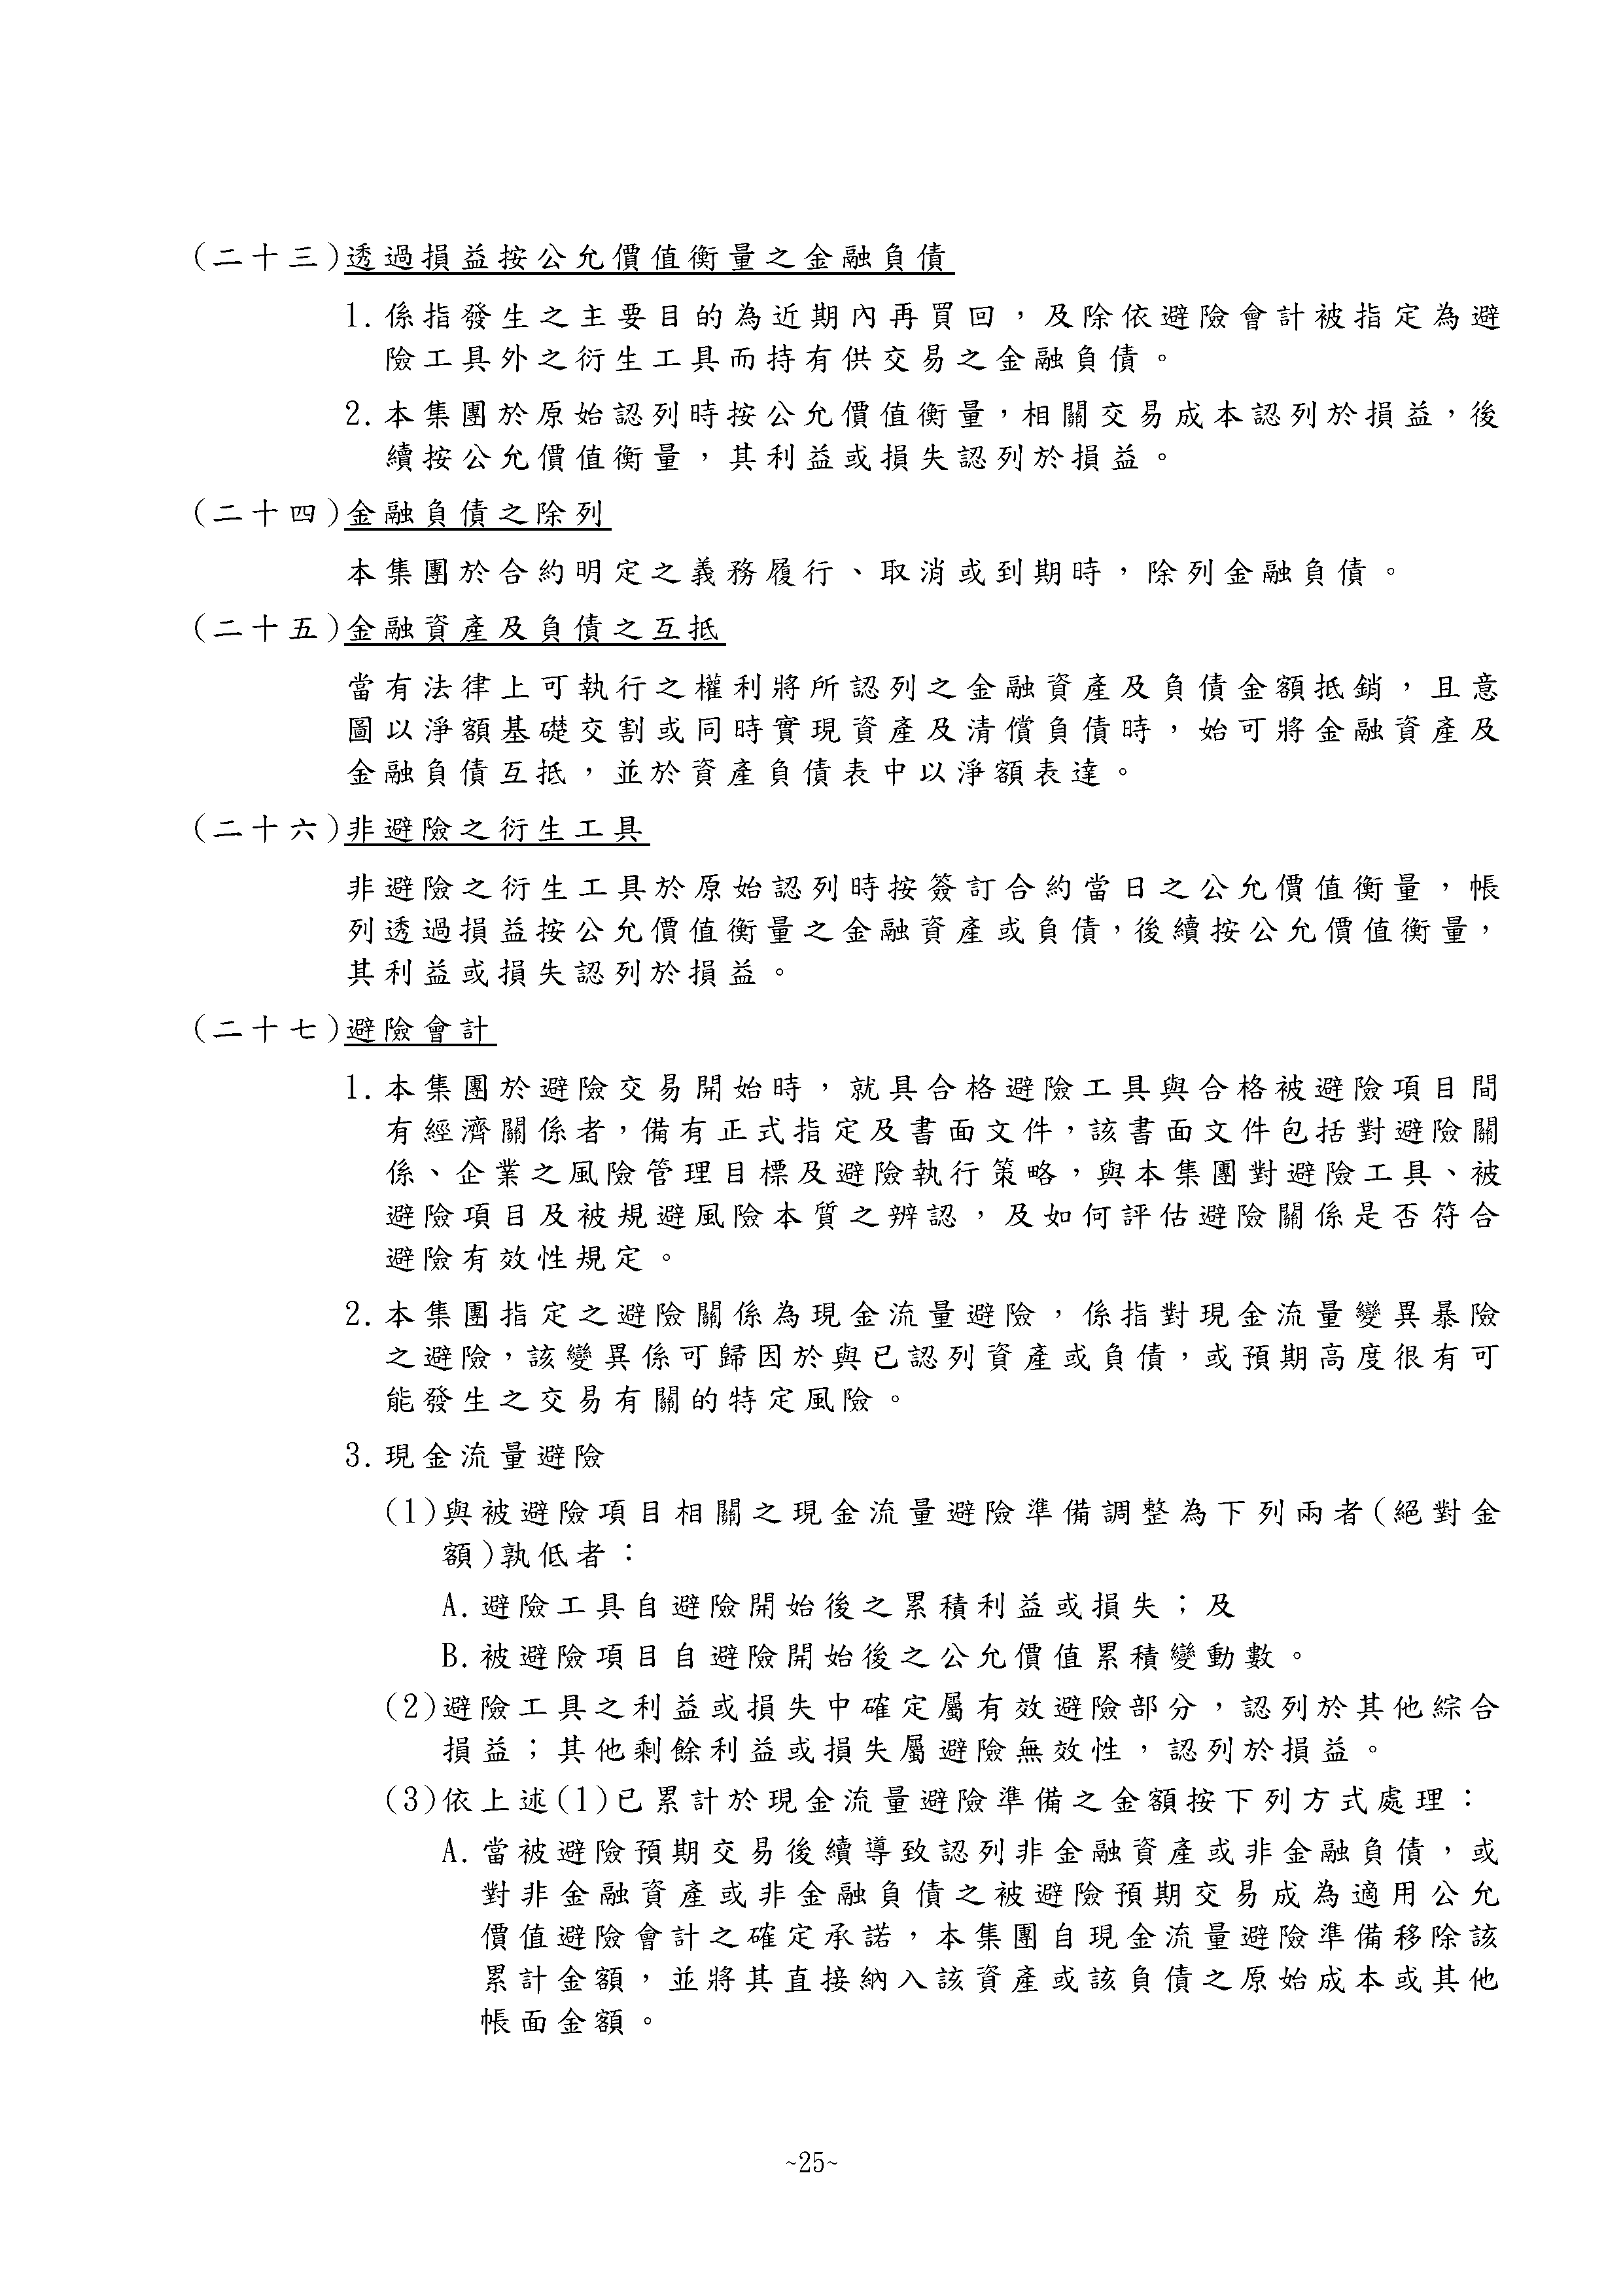 (二十三)透過損益按公允價值衡量之金融負債
1.係指發生之主要目的為近期內再買回，及除依避險會計被指定為避
險工具外之衍生工具而持有供交易之金融負債。
2.本集團於原始認列時按公允價值衡量，相關交易成本認列於損益，後
續按公允價值衡量，其利益或損失認列於損益。
(二十四)金融負債之除列
本集團於合約明定之義務履行、取消或到期時，除列金融負債。
(二十五)金融資產及負債之互抵
當有法律上可執行之權利將所認列之金融資產及負債金額抵銷，且意
圖以淨額基礎交割或同時實現資產及清償負債時，始可將金融資產及
金融負債互抵，並於資產負債表中以淨額表達。
(二十六)非避險之衍生工具
非避險之衍生工具於原始認列時按簽訂合約當日之公允價值衡量，帳
列透過損益按公允價值衡量之金融資產或負債，後續按公允價值衡量，
其利益或損失認列於損益。
(二十七)避險會計
1.本集團於避險交易開始時，就具合格避險工具與合格被避險項目間
有經濟關係者，備有正式指定及書面文件，該書面文件包括對避險關
係、企業之風險管理目標及避險執行策略，與本集團對避險工具、被
避險項目及被規避風險本質之辨認，及如何評估避險關係是否符合
避險有效性規定。
2.本集團指定之避險關係為現金流量避險，係指對現金流量變異暴險
之避險，該變異係可歸因於與已認列資產或負債，或預期高度很有可
能發生之交易有關的特定風險。
3.現金流量避險
(1)與被避險項目相關之現金流量避險準備調整為下列兩者(絕對金
額)孰低者：
A.避險工具自避險開始後之累積利益或損失；及
B.被避險項目自避險開始後之公允價值累積變動數。
(2)避險工具之利益或損失中確定屬有效避險部分，認列於其他綜合
損益；其他剩餘利益或損失屬避險無效性，認列於損益。
(3)依上述(1)已累計於現金流量避險準備之金額按下列方式處理：
A.當被避險預期交易後續導致認列非金融資產或非金融負債，或
對非金融資產或非金融負債之被避險預期交易成為適用公允
價值避險會計之確定承諾，本集團自現金流量避險準備移除該
累計金額，並將其直接納入該資產或該負債之原始成本或其他
帳面金額。
~25~